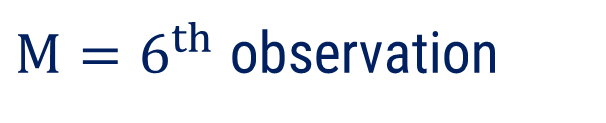 M = 6th observation